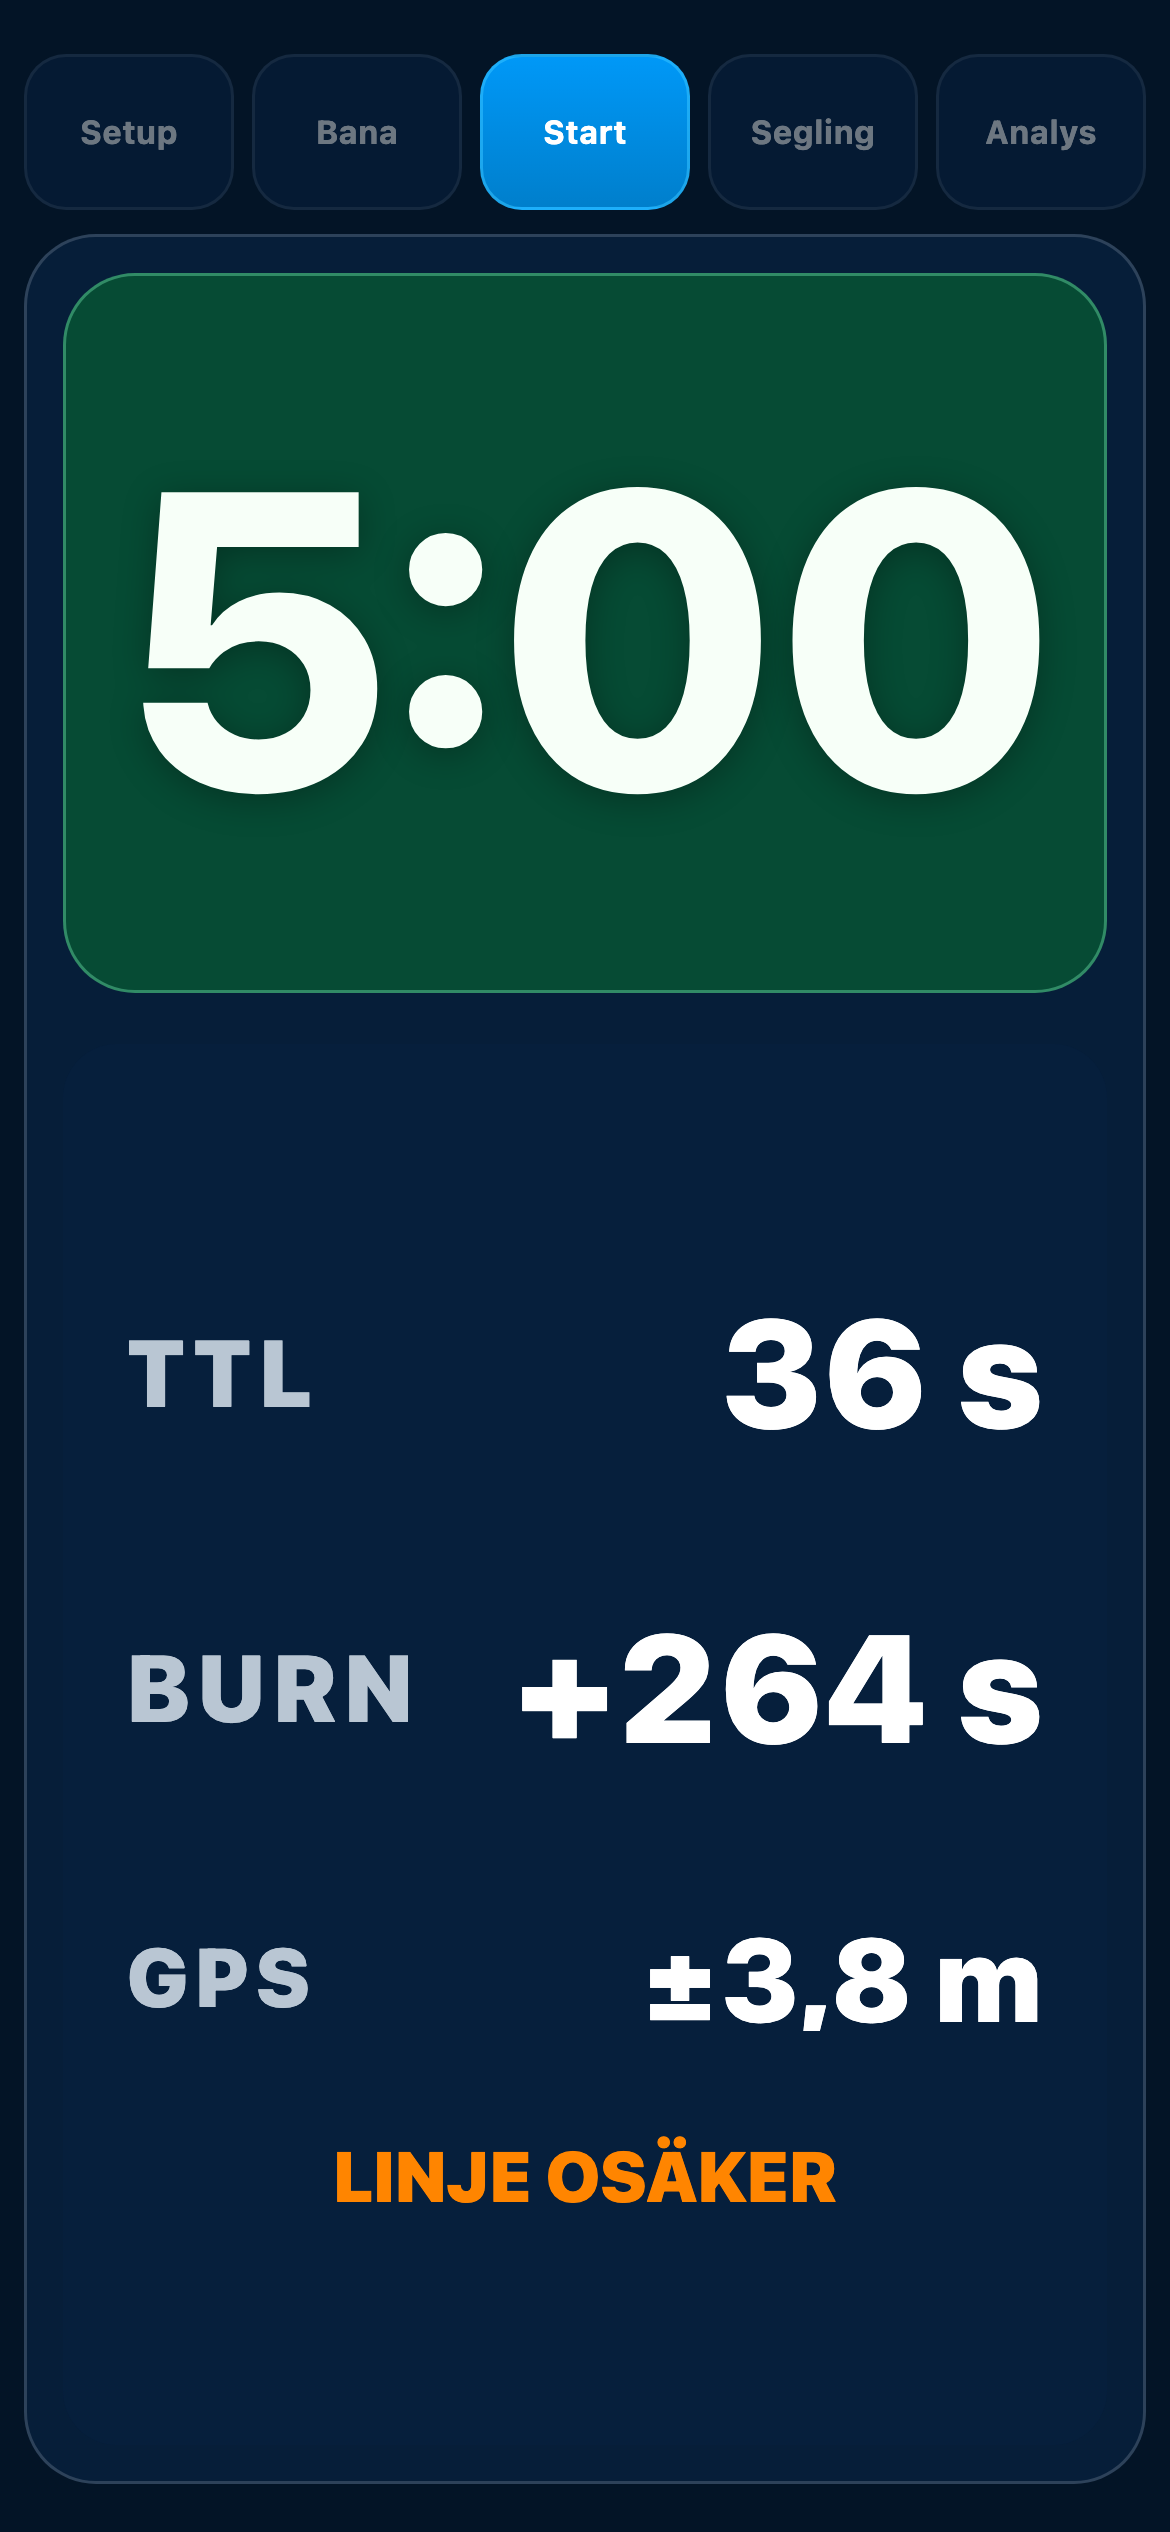 Setup Bana Start Segling Analys
5:00
TTL 36 s
BURN +264 s
GPS ±3,8 m
LINJE OSÄKER